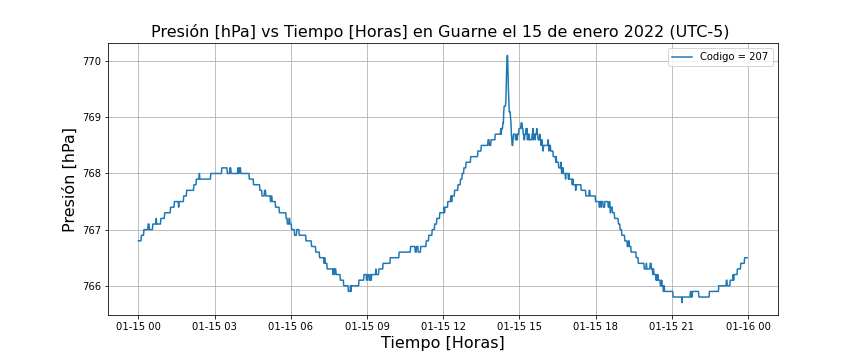 Presión [hPa] vs Tiempo [Horas] en Guarne el 15 de enero 2022 (UTC-5)
Codigo = 207
Presión [hPa]
770
769
768
767
766
01-15 00 01-15 03 01-15 06 01-15 09 01-15 12 01-15 15 01-15 18 01-15 21 01-16 00
Tiempo [Horas]